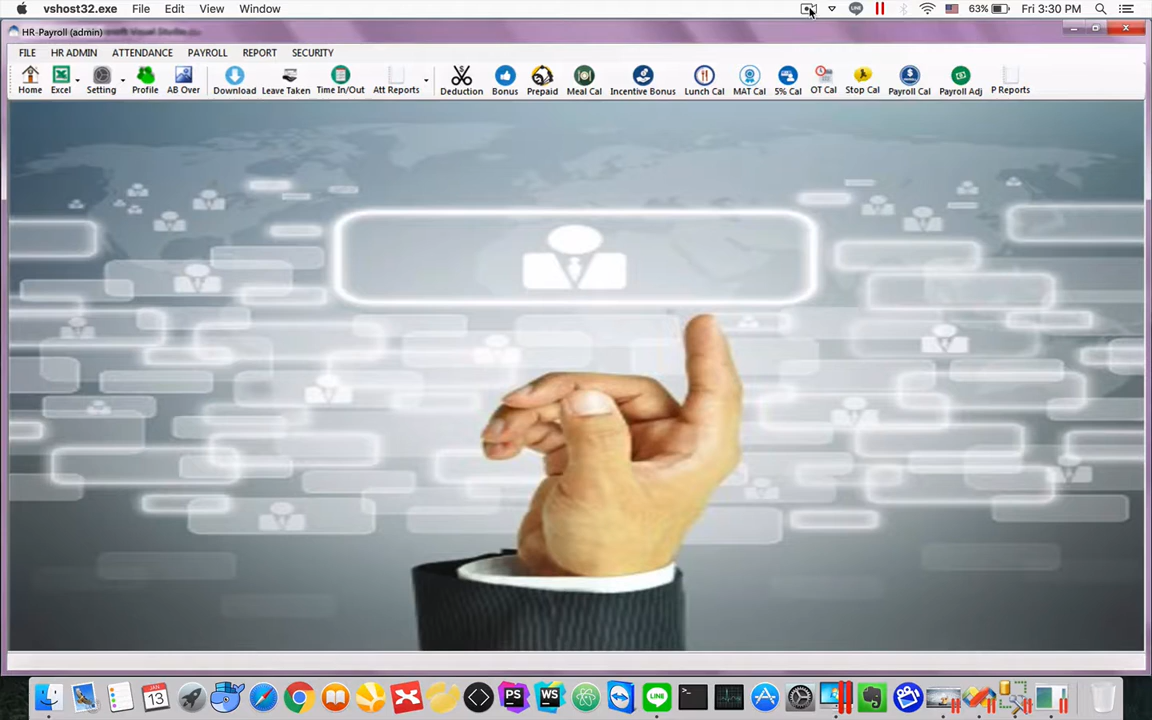 vshost32.exe File Edit View Window 63% Fri 3:30 PM
HR-Payroll (admin)
FILE HR ADMIN ATTENDANCE PAYROLL REPORT SECURITY
Home Excel Setting Profile AB Over Download Leave Taken Time In/Out Att Reports Deduction Bonus Prepaid Meal Cal Incentive Bonus Lunch Cal MAT Cal 5% Cal OT Cal Stop Cal Payroll Cal Payroll Adj P Reports
JAN
13
PS WS LINE